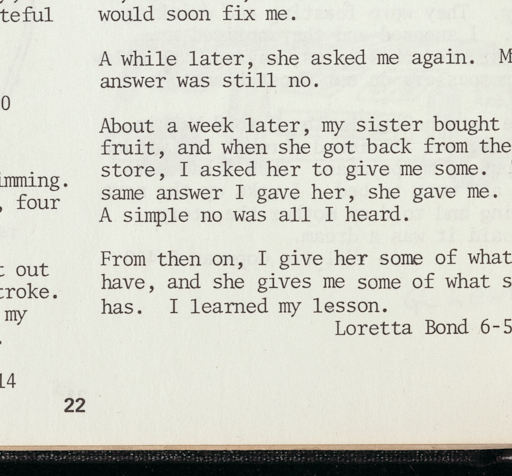 teful
0
imming.
, four
t out
troke.
my
14
would soon fix me.
A while later, she asked me again. M
answer was still no.
About a week later, my sister bought
fruit, and when she got back from the
store, I asked her to give me some.
same answer I gave her, she gave me.
A simple no was all I heard.
From then on, I give her some of what
have, and she gives me some of what s
has. I learned my lesson.
Loretta Bond 6-5
22